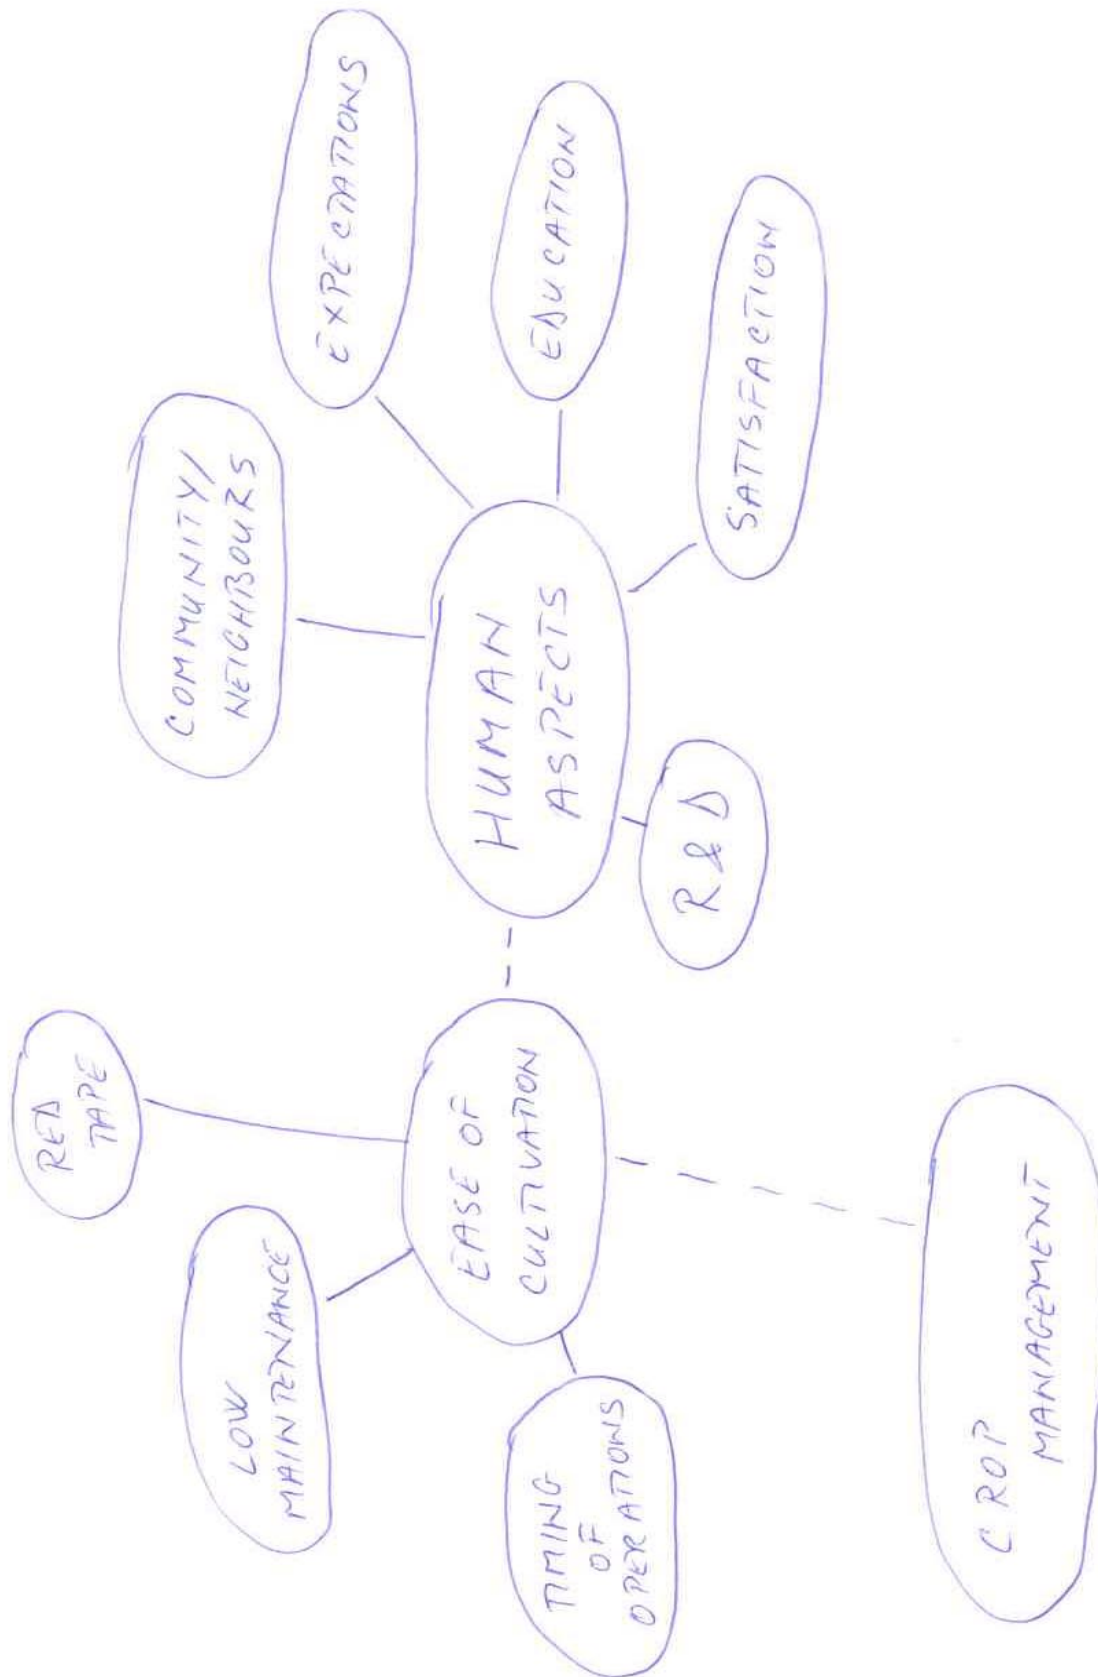 RED
TAPE
COMMUNITY/
NEIGHBOURS
EXPECTATIONS
LOW
MAINTENANCE
EASE OF
CULTIVATION
HUMAN
ASPECTS
EDUCATION
TIMING
OF
OPERATIONS
R & D
SATISFACTION
CROP
MANAGEMENT